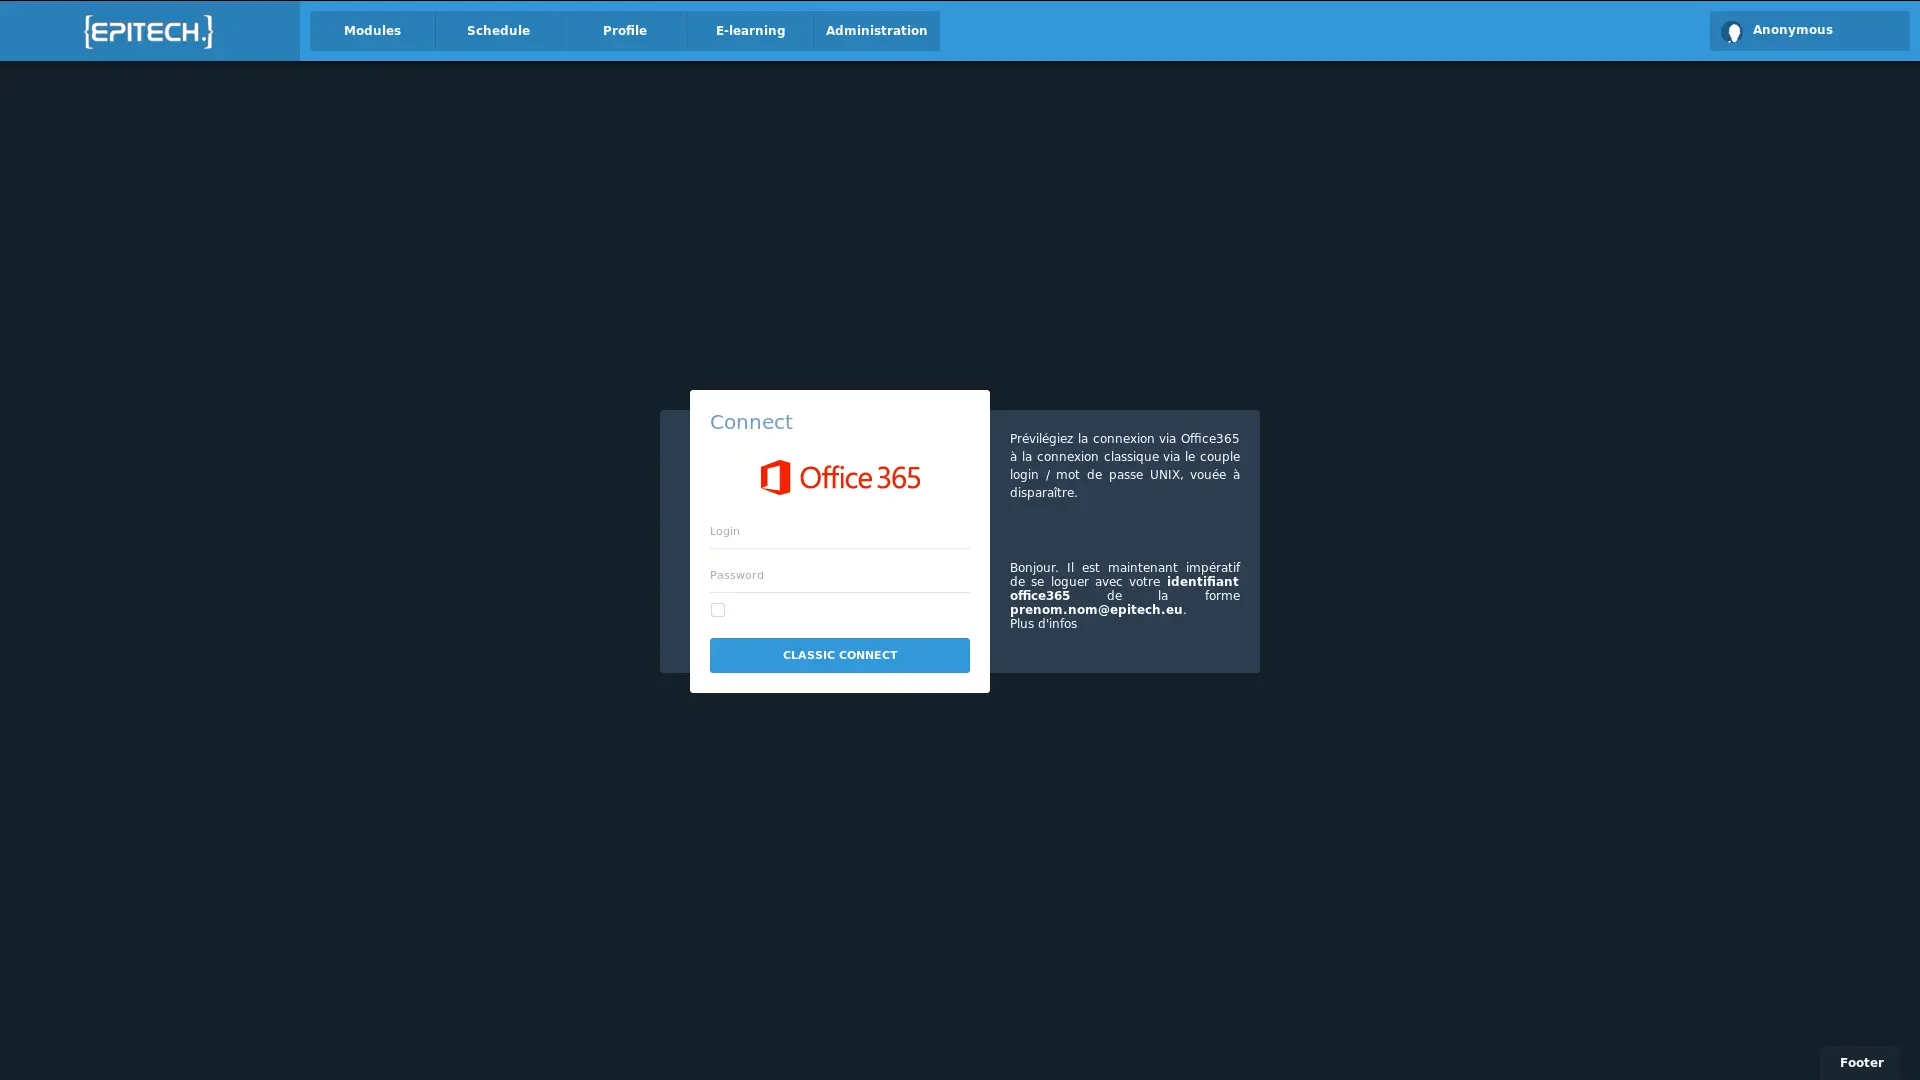 {EPITECH.}
Modules
Schedule
Profile
E-learning
Administration
Anonymous
Connect
Office 365
Login
Password
CLASSIC CONNECT
Prévilégiez la connexion via Office365
à la connexion classique via le couple
login / mot de passe UNIX, vouée à
disparaître.
Bonjour. Il est maintenant impératif
de se loguer avec votre identifiant
office365 de la forme
prenom.nom@epitech.eu.
Plus d'infos
Footer